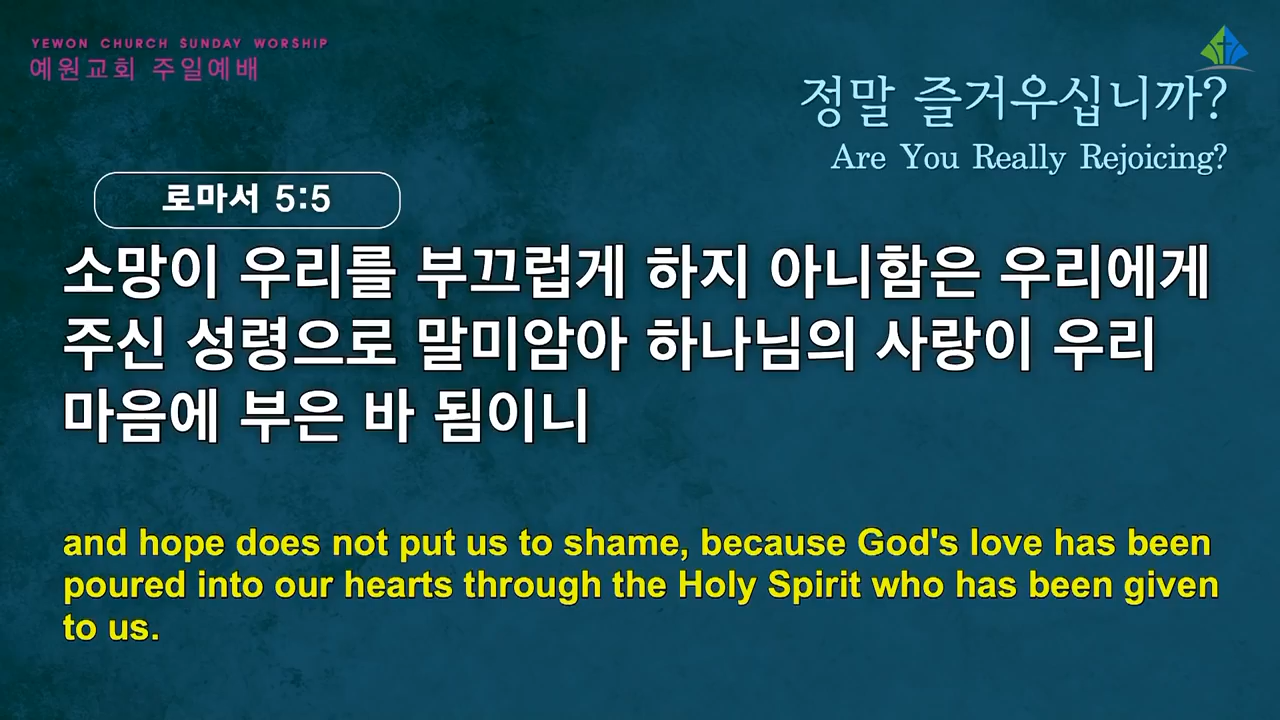 YEWON CHURCH SUNDAY WORSHIP
예원교회 주일예배
정말 즐거우십니까?
Are You Really Rejoicing?
로마서 5:5
소망이 우리를 부끄럽게 하지 아니함은 우리에게
주신 성령으로 말미암아 하나님의 사랑이 우리
마음에 부은 바 됨이니
and hope does not put us to shame, because God's love has been
poured into our hearts through the Holy Spirit who has been given
to us.